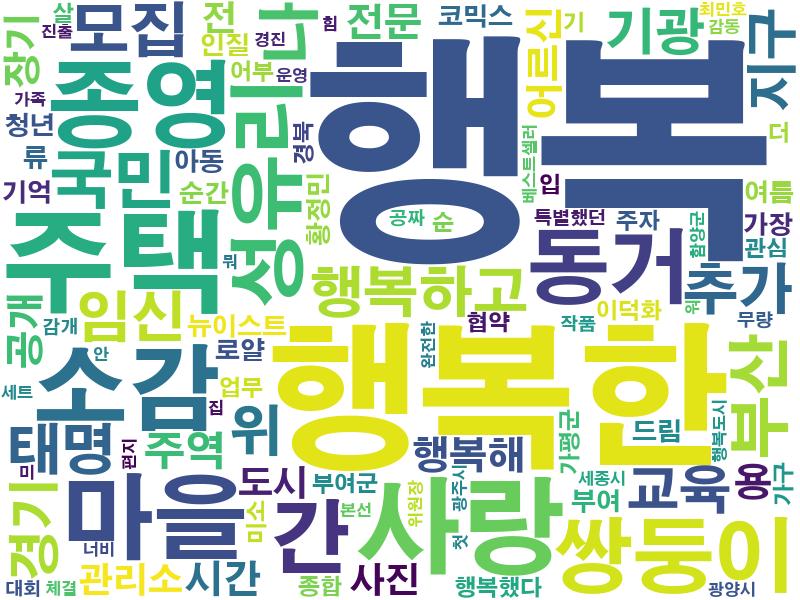 살
진출
모집
전
인질
나
경진
힘
전문
코믹스
어르신
기
기광
최민호
감동
지구
장기
종영
어부
운영
행복
더
가족
청년
국민
아동
성유리
경북
베스트셀러
류
기억
순간
황정민
입
여름
주택
공짜
순
특별했던
주자
함양군
가장
관심
뭐
동거
추가
공개
감개
임신
행복하고
뉴이스트
협약
작품
이덕화
워
무량
세트
소감
안
로얄
업무
집
행복한
완전한
부산
태명
편지
주역
위
행복해
가평군
드림
행복도시
미
경기
마을
도시
부여군
미소
본선
간
위원장
광주시
첫
사랑
세종시
부여
교육
용
가구
쌍둥이
너비
대회
체결
관리소
시간
종합
사진
행복했다
광양시